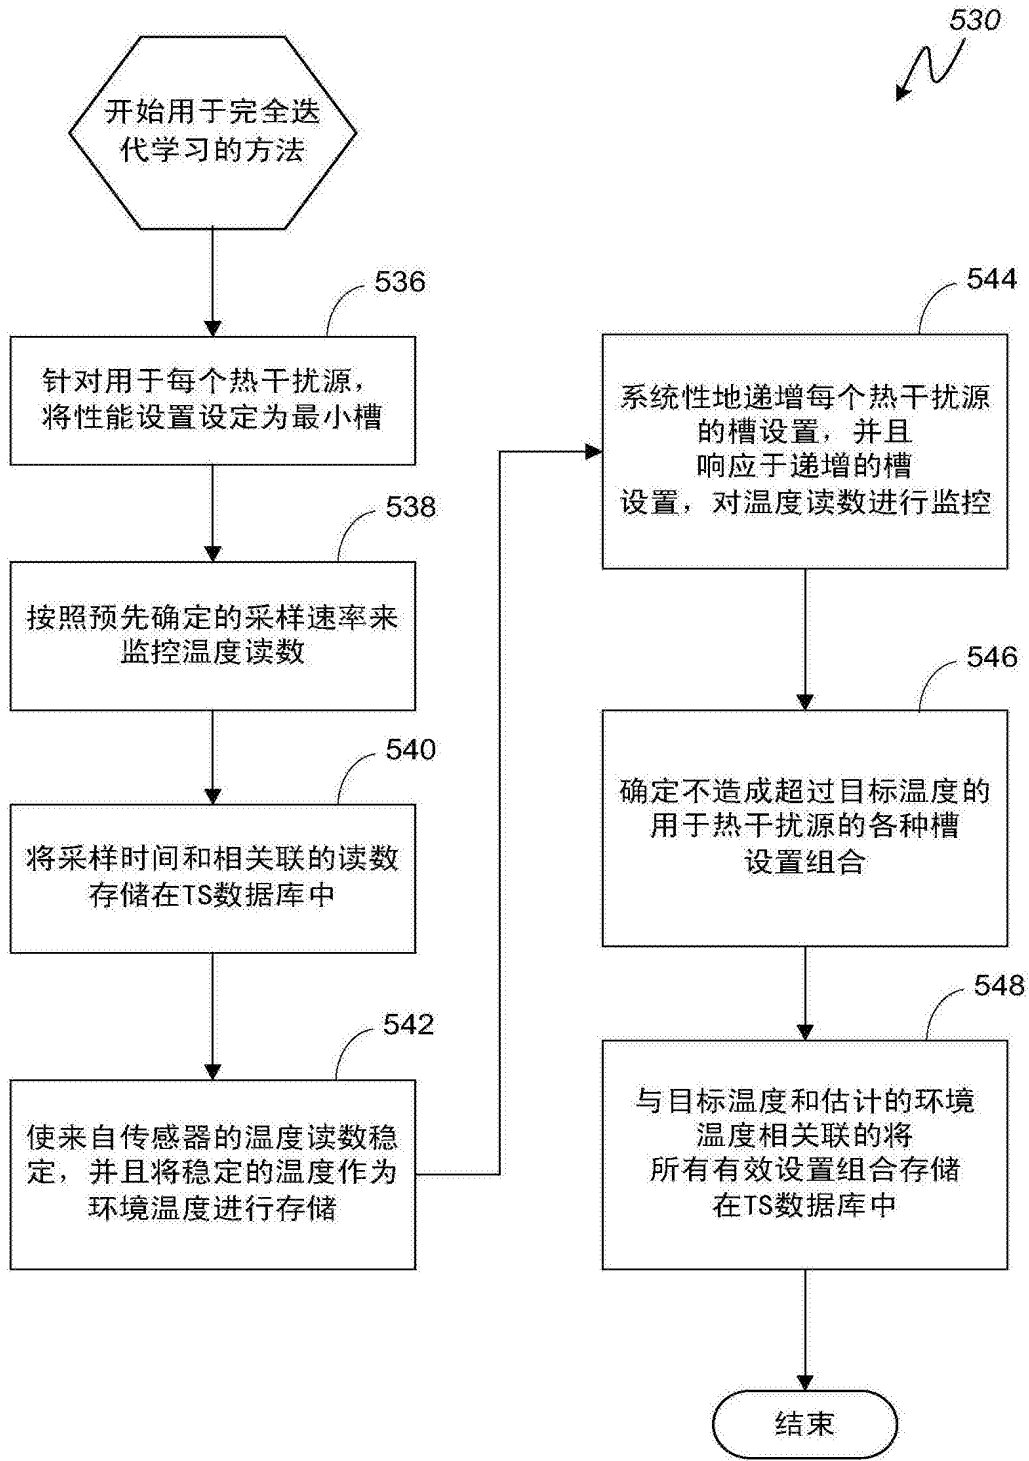 530
开始用于完全迭
代学习的方法
536
针对用于每个热干扰源，
将性能设置设定为最小槽
538
按照预先确定的采样速率来
监控温度读数
540
将采样时间和相关联的读数
存储在TS数据库中
542
使来自传感器的温度读数稳
定，并且将稳定的温度作为
环境温度进行存储
544
系统性地递增每个热干扰源
的槽设置，并且
响应于递增的槽
设置，对温度读数进行监控
546
确定不造成超过目标温度的
用于热干扰源的各种槽
设置组合
548
与目标温度和估计的环境
温度相关联的将
所有有效设置组合存储
在TS数据库中
结束